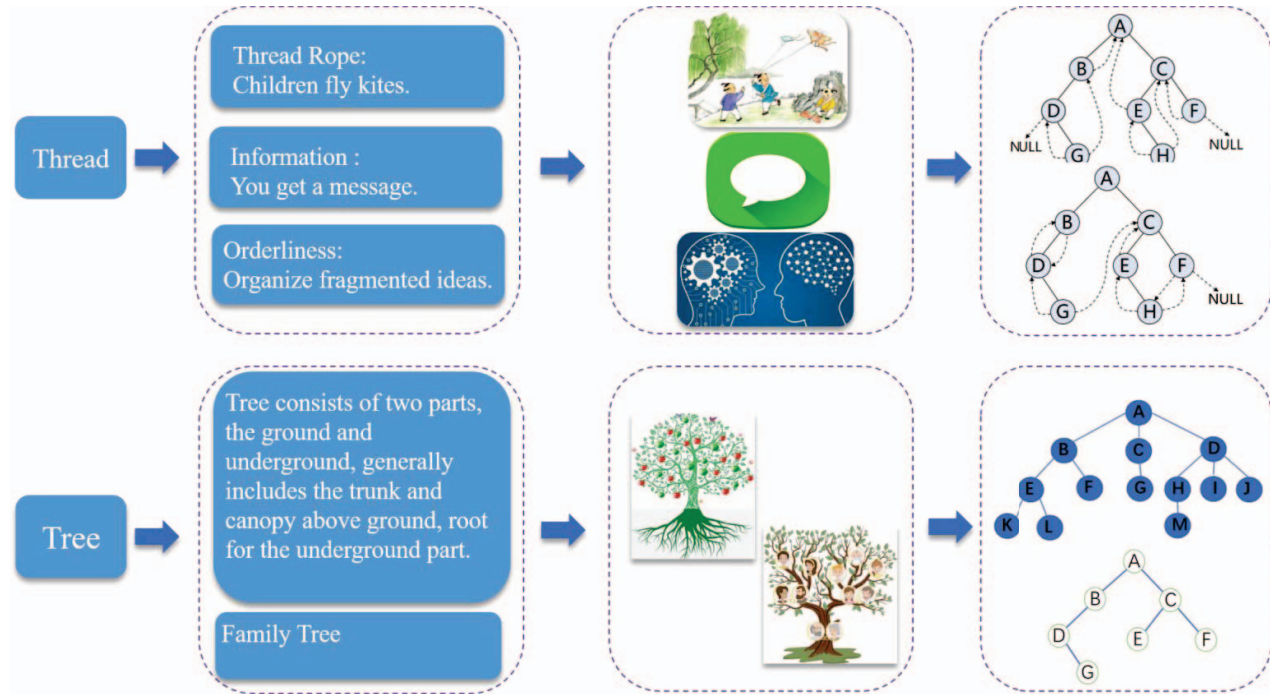 Thread
Thread Rope:
Children fly kites.
Information :
You get a message.
Orderliness:
Organize fragmented ideas.
A
B
C
D
E
F
NULL
G
H
NULL
A
B
C
D
E
F
G
H
NULL
Tree
Tree consists of two parts,
the ground and
underground, generally
includes the trunk and
canopy above ground, root
for the underground part.
Family Tree
A
B
C
D
E
F
G
H
I
J
K
L
M
A
B
C
D
E
F
G